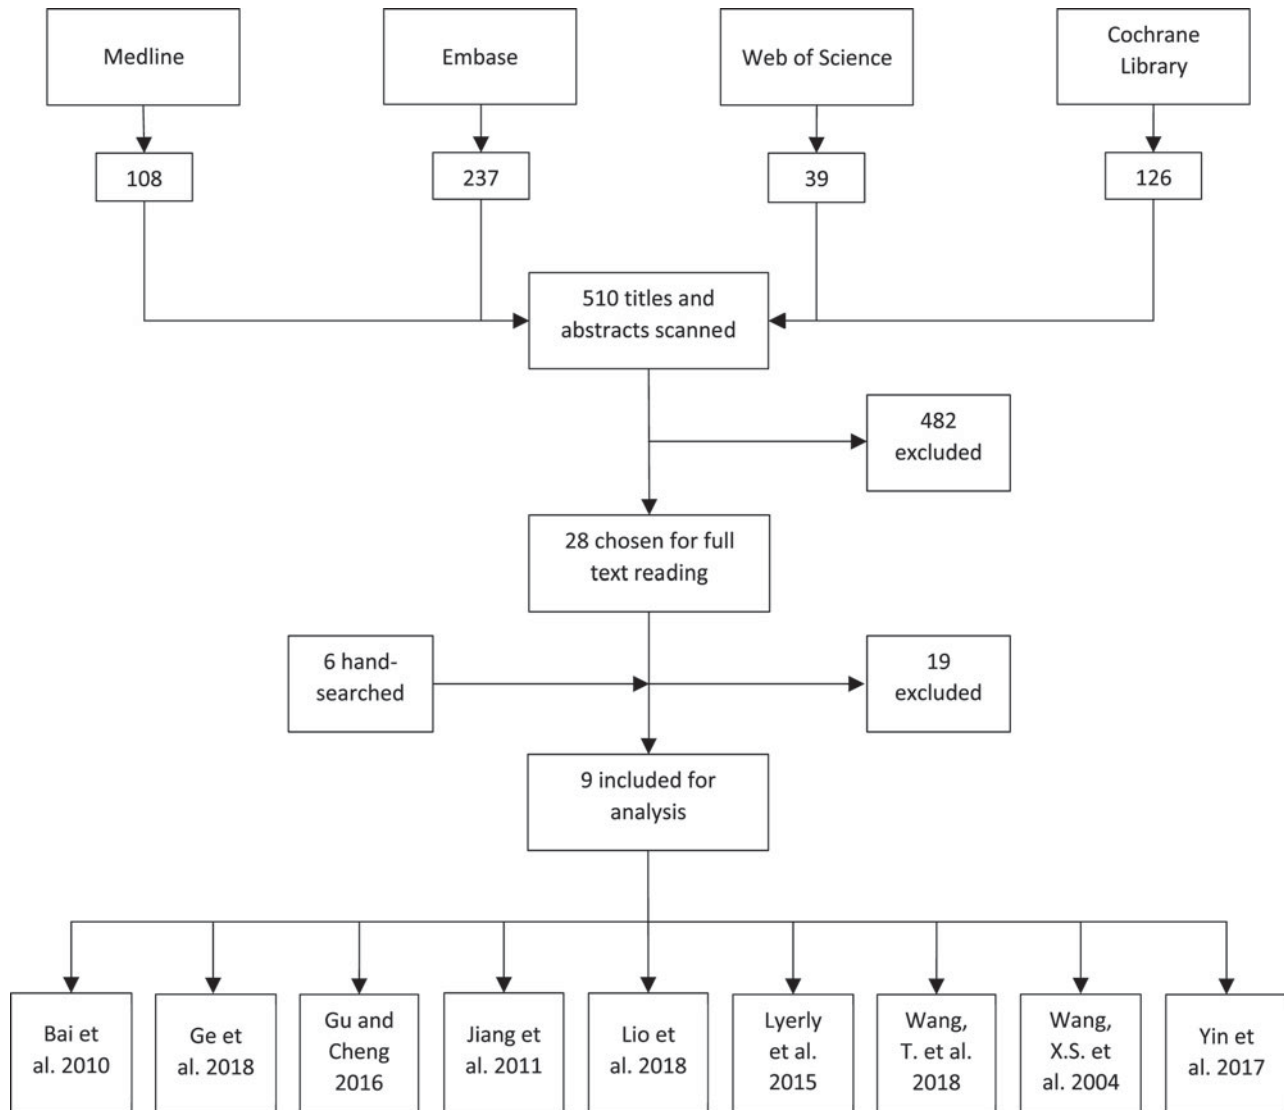 Medline
Embase
Web of Science
Cochrane
Library
108
237
39
126
510 titles and
abstracts scanned
482
excluded
28 chosen for full
text reading
6 hand-
searched
19
excluded
9 included for
analysis
Bai et
al. 2010
Ge et
al. 2018
Gu and
Cheng
2016
Jiang et
al. 2011
Lio et
al. 2018
Lyerly
et al.
2015
Wang,
T. et al.
2018
Wang,
X.S. et
al. 2004
Yin et
al. 2017